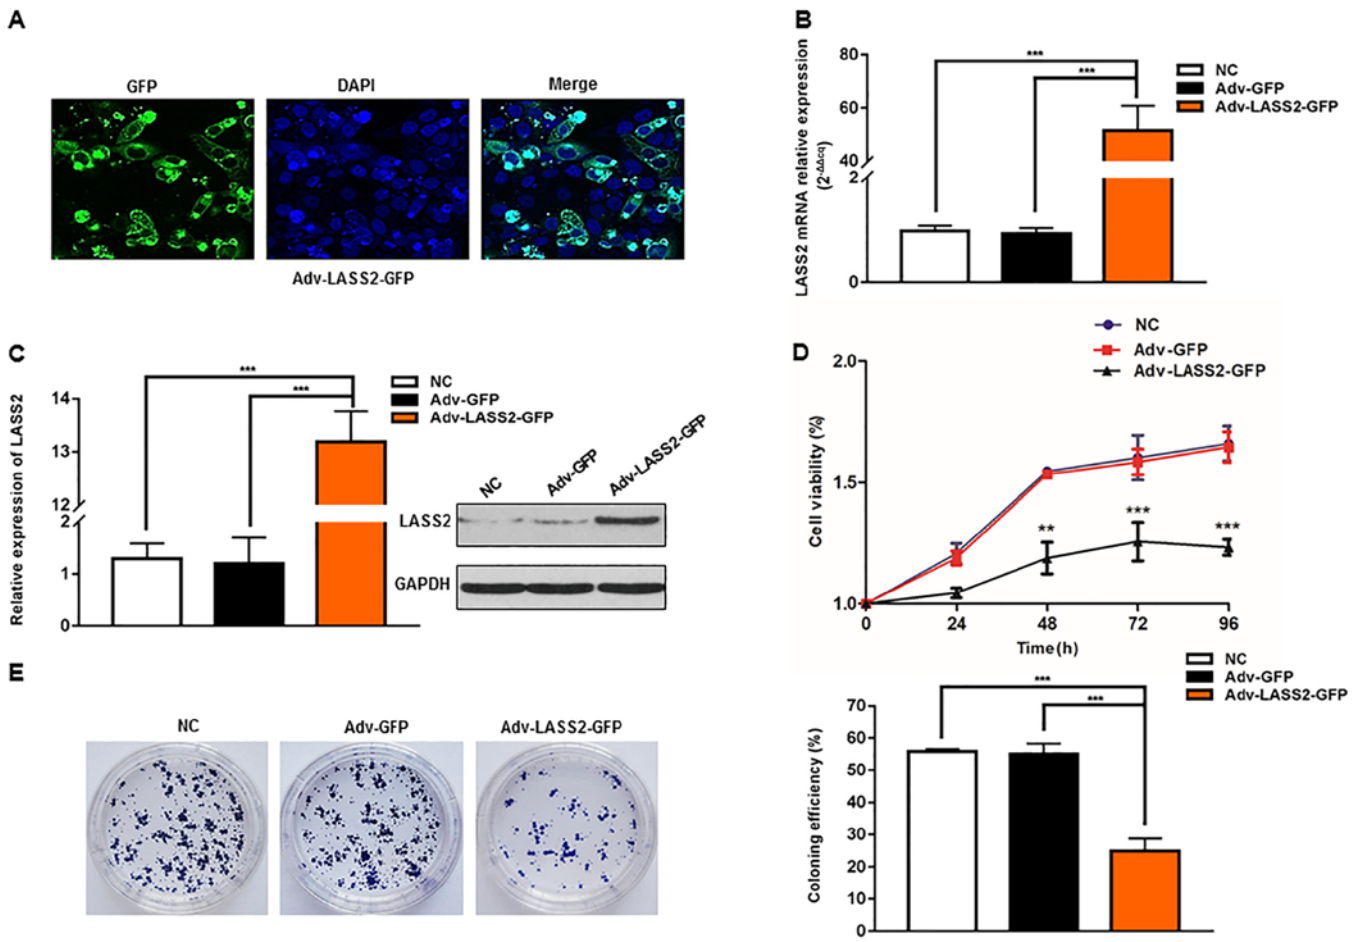 A
GFP
DAPI
Merge
Adv-LASS2-GFP
B
LASS2 mRNA relative expression
(2-ΔΔcq)
80
60
40
2
0
***
***
NC
Adv-GFP
Adv-LASS2-GFP
C
Relative expression of LASS2
14
13
12
2
1
0
***
***
NC
Adv-GFP
Adv-LASS2-GFP
NC
Adv-GFP
Adv-LASS2-GFP
LASS2
GAPDH
D
NC
Adv-GFP
Adv-LASS2-GFP
Cell viability (%)
2.0
1.5
1.0
**
***
***
0
24
48
72
96
Time (h)
E
NC
Adv-GFP
Adv-LASS2-GFP
Coloning efficiency (%)
70
60
50
40
30
20
10
0
***
***
NC
Adv-GFP
Adv-LASS2-GFP